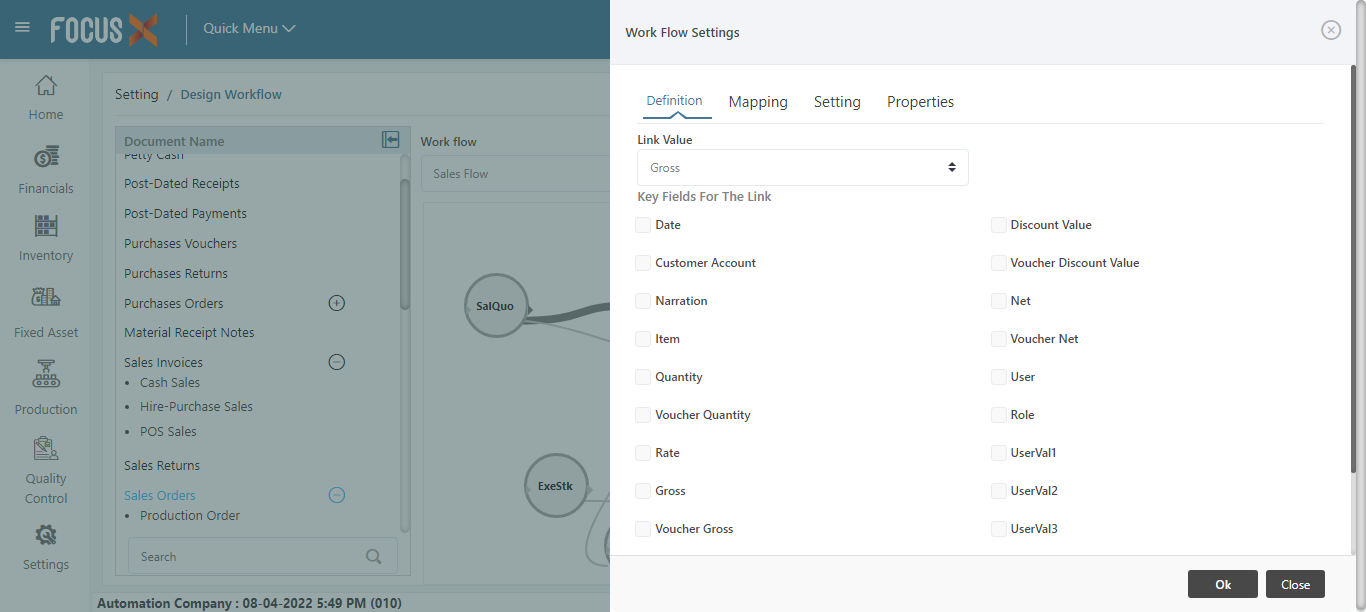 FOCUS X
Quick Menu
Work Flow Settings
Home
Financials
Inventory
Fixed Asset
Production
Quality
Control
Settings
Setting / Design Workflow
Document Name
Petty Cash
Post-Dated Receipts
Post-Dated Payments
Purchases Vouchers
Purchases Returns
Purchases Orders
Material Receipt Notes
Sales Invoices
• Cash Sales
• Hire-Purchase Sales
• POS Sales
Sales Returns
Sales Orders
• Production Order
Search
Work flow
Sales Flow
SalQuo
ExeStk
Definition Mapping Setting Properties
Link Value
Gross
Key Fields For The Link
Date Discount Value
Customer Account Voucher Discount Value
Narration Net
Item Voucher Net
Quantity User
Voucher Quantity Role
Rate UserVal1
Gross UserVal2
Voucher Gross UserVal3
Ok Close
Automation Company : 08-04-2022 5:49 PM (010)